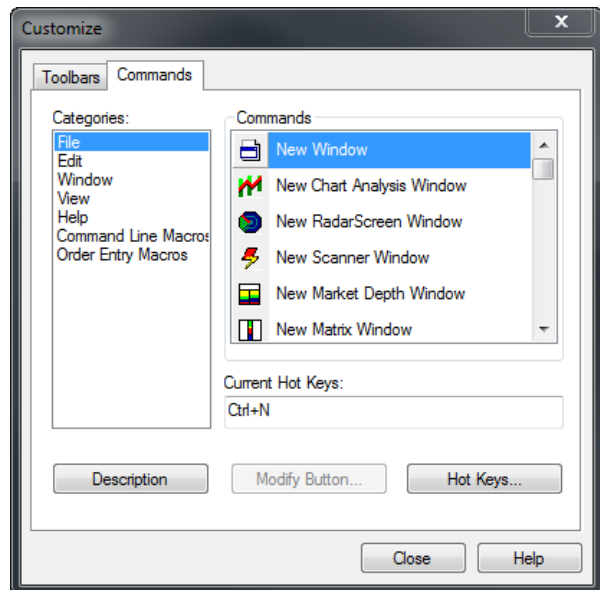 Customize
x
Toolbars
Commands
Categories:
File
Edit
Window
View
Help
Command Line Macros
Order Entry Macros
Commands
New Window
New Chart Analysis Window
New RadarScreen Window
New Scanner Window
New Market Depth Window
New Matrix Window
Current Hot Keys:
Ctrl+N
Description
Modify Button...
Hot Keys...
Close
Help